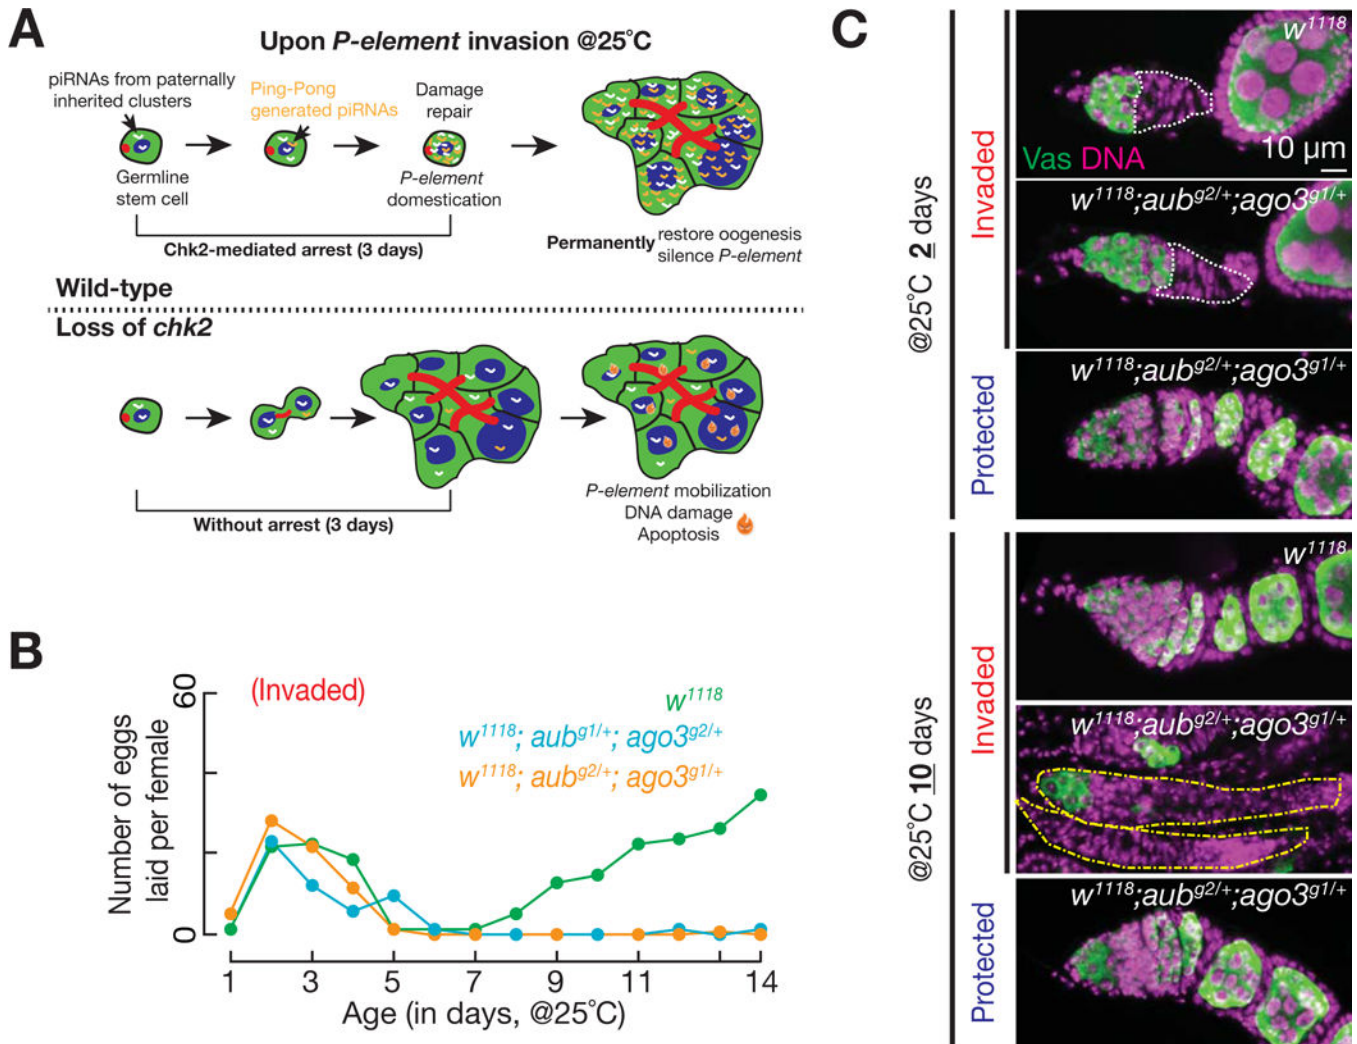 A
Upon P-element invasion @25°C
piRNAs from paternally
inherited clusters
Ping-Pong
generated piRNAs
Damage
repair
Germline
stem cell
P-element
domestication
Chk2-mediated arrest (3 days)
Permanently restore oogenesis
silence P-element
Wild-type
Loss of chk2
Without arrest (3 days)
P-element mobilization
DNA damage
Apoptosis
B
Number of eggs
laid per female
60
0
(Invaded)
w1118
w1118; aubg1/+; ago3g2/+
w1118; aubg2/+; ago3g1/+
1 3 5 7 9 11 14
Age (in days, @25°C)
C
@25°C 2 days
Invaded
w1118
Vas DNA
10 µm
w1118;aubg2/+;ago3g1/+
Protected
w1118;aubg2/+;ago3g1/+
@25°C 10 days
Invaded
w1118
w1118;aubg2/+;ago3g1/+
Protected
w1118;aubg2/+;ago3g1/+